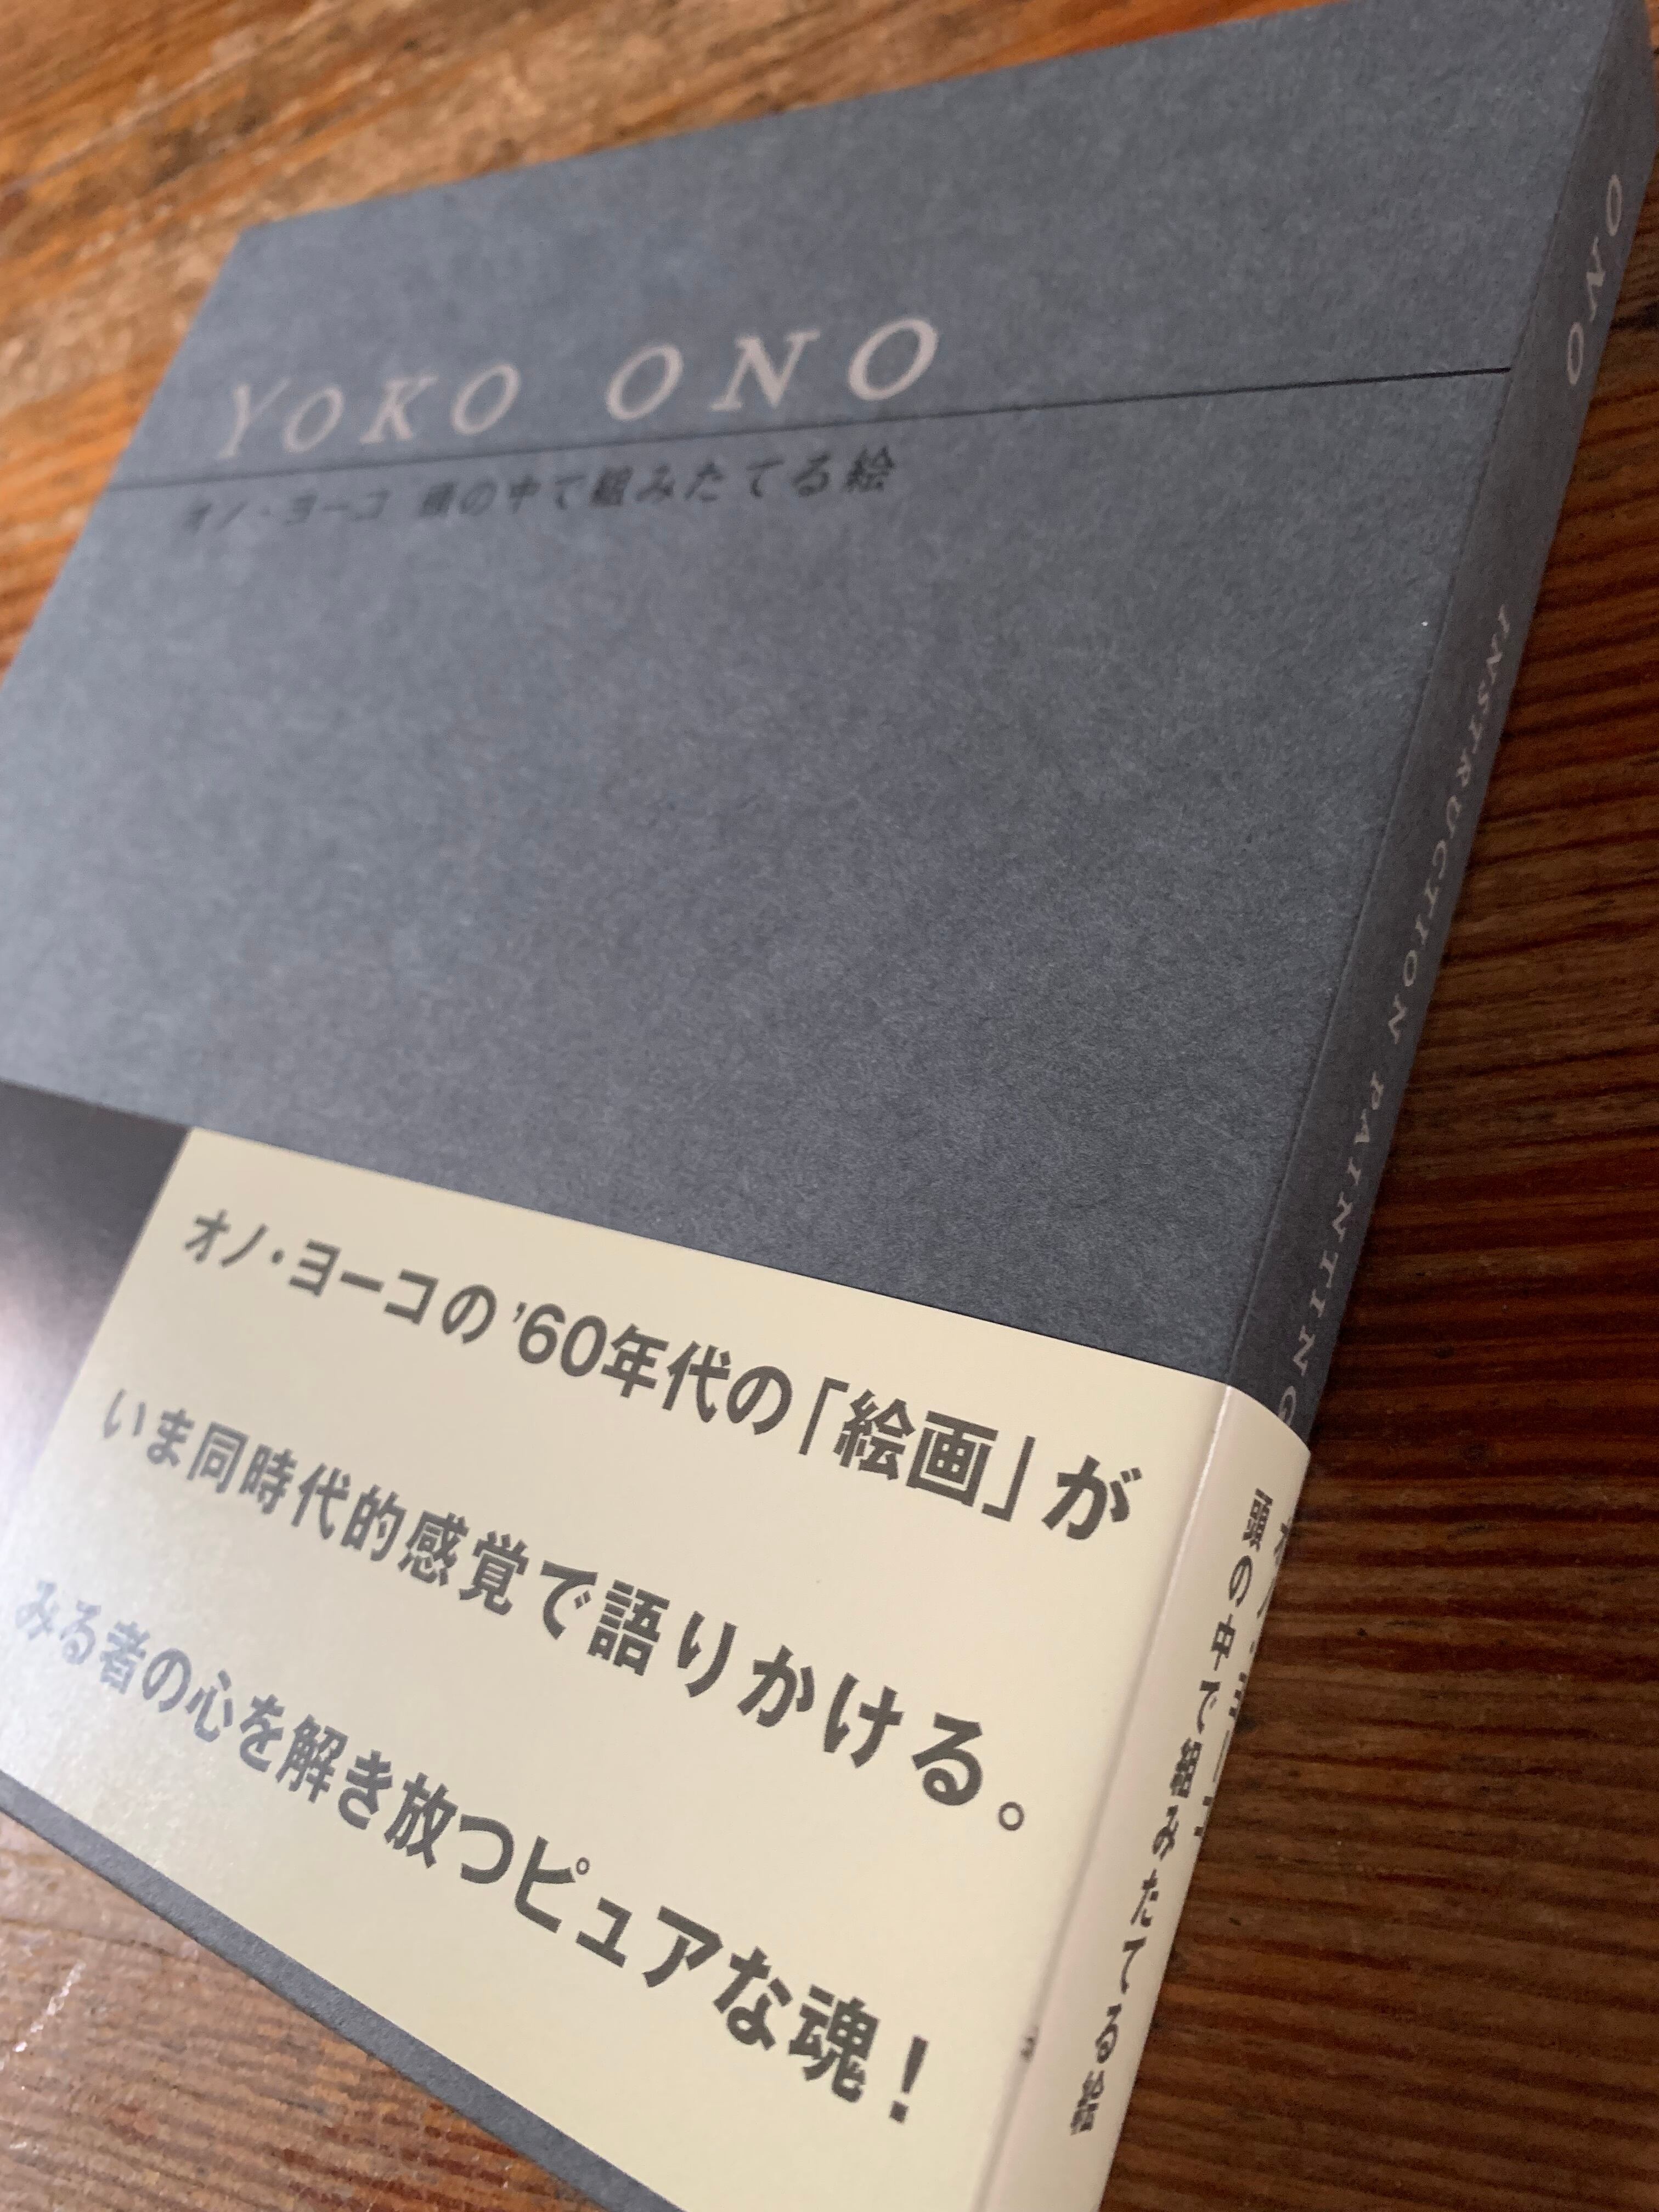 YOKO ONO
オノ・ヨーコ 頭の中で組みたてる絵
オノ・ヨーコの'60年代の「絵画」が
いま同時代的感覚で語りかける。
みる者の心を解き放つピュアな魂！
ONO
INSTRUCTION PAINTING
頭の中で組みたてる絵